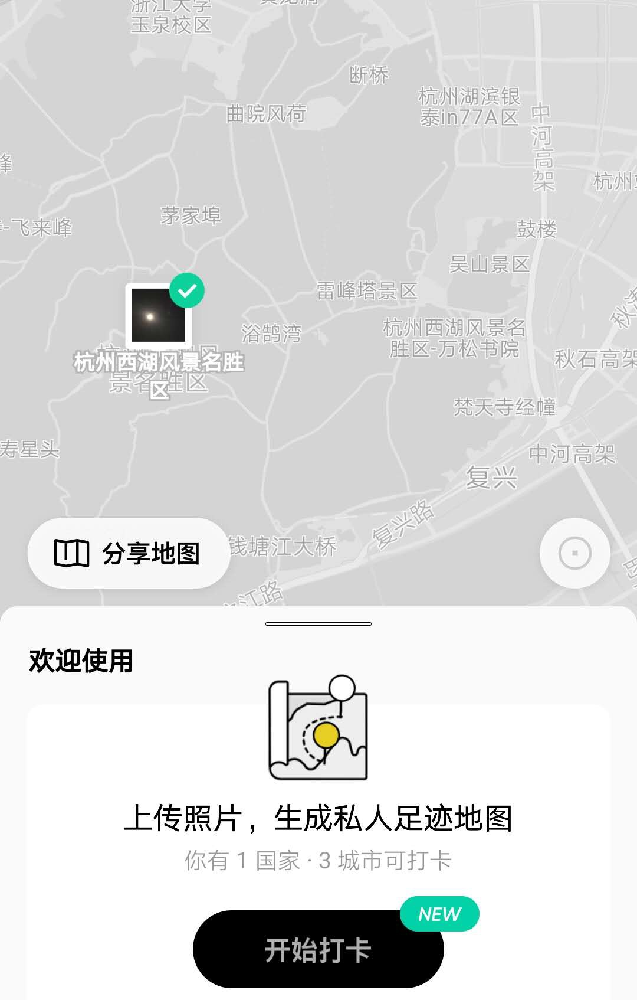 浙江大学
玉泉校区
断桥
杭州湖滨银
泰in77A区
曲院风荷
中河高架
峰
杭州
茅家埠
-飞来峰
鼓楼
吴山景区
雷峰塔景区
浴鹄湾
杭州西湖风景名
胜区-万松书院
秋石高架
杭州西湖风景名胜
区
景名胜区
梵天寺经幢
寿星头
中河高架
复兴
复兴路
钱塘江大桥
分享地图
之江路
欢迎使用
上传照片，生成私人足迹地图
你有 1 国家 · 3 城市可打卡
NEW
开始打卡